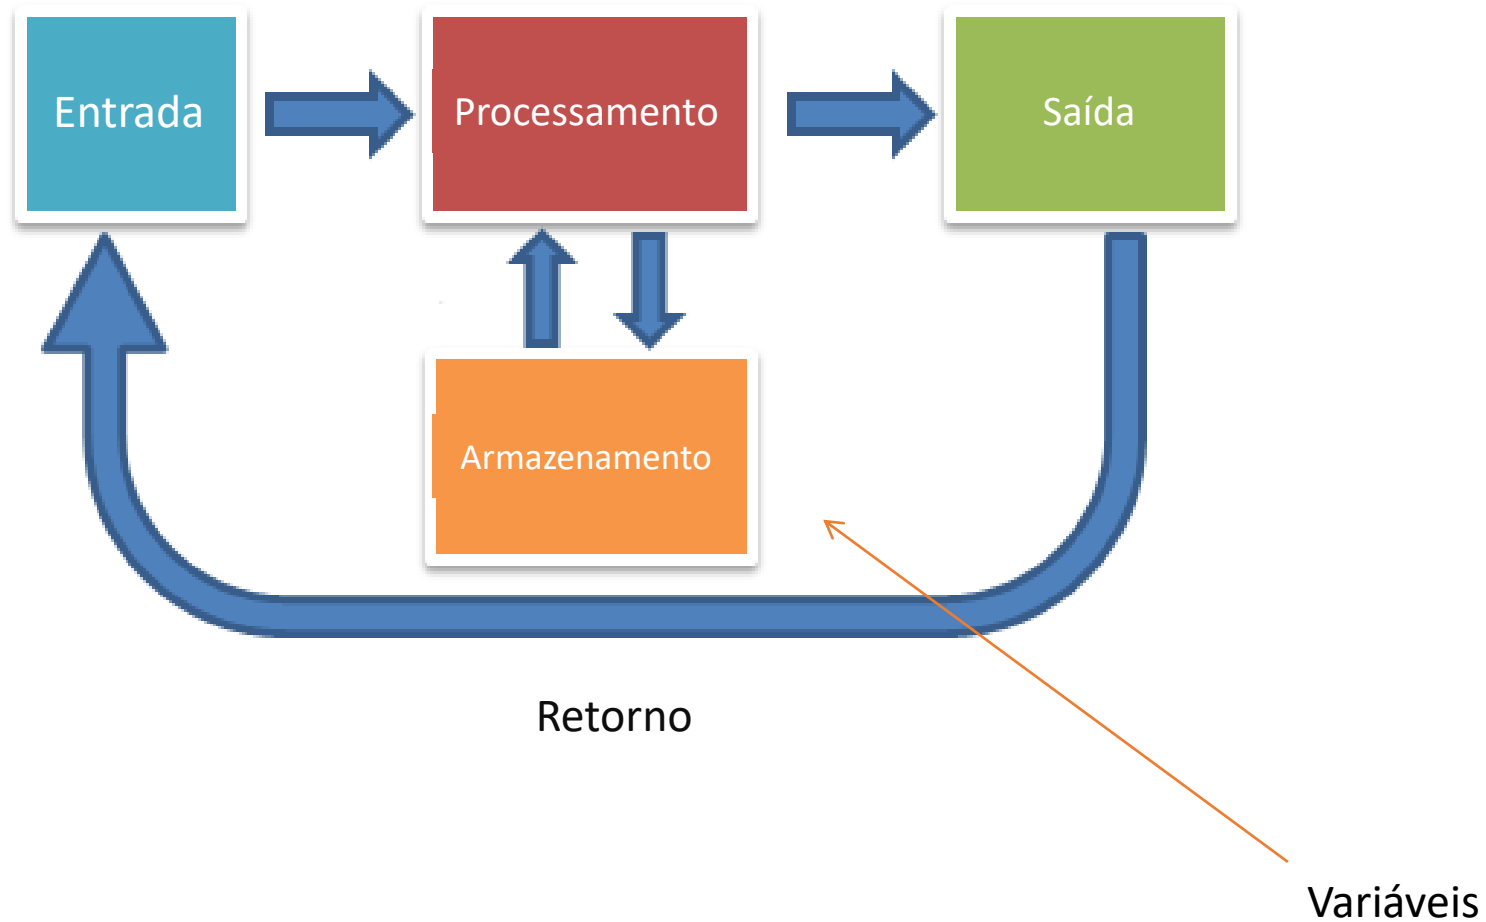 Entrada
Processamento
Saída
Armazenamento
Retorno
Variáveis